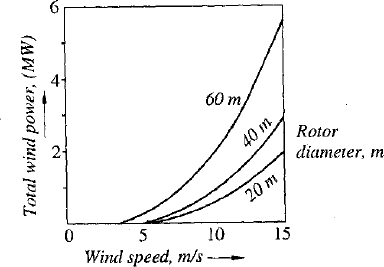 6
4
2
Total wind power, (MW)
60 m
40 m
20 m
Rotor
diameter, m
0 5 10 15
Wind speed, m/s